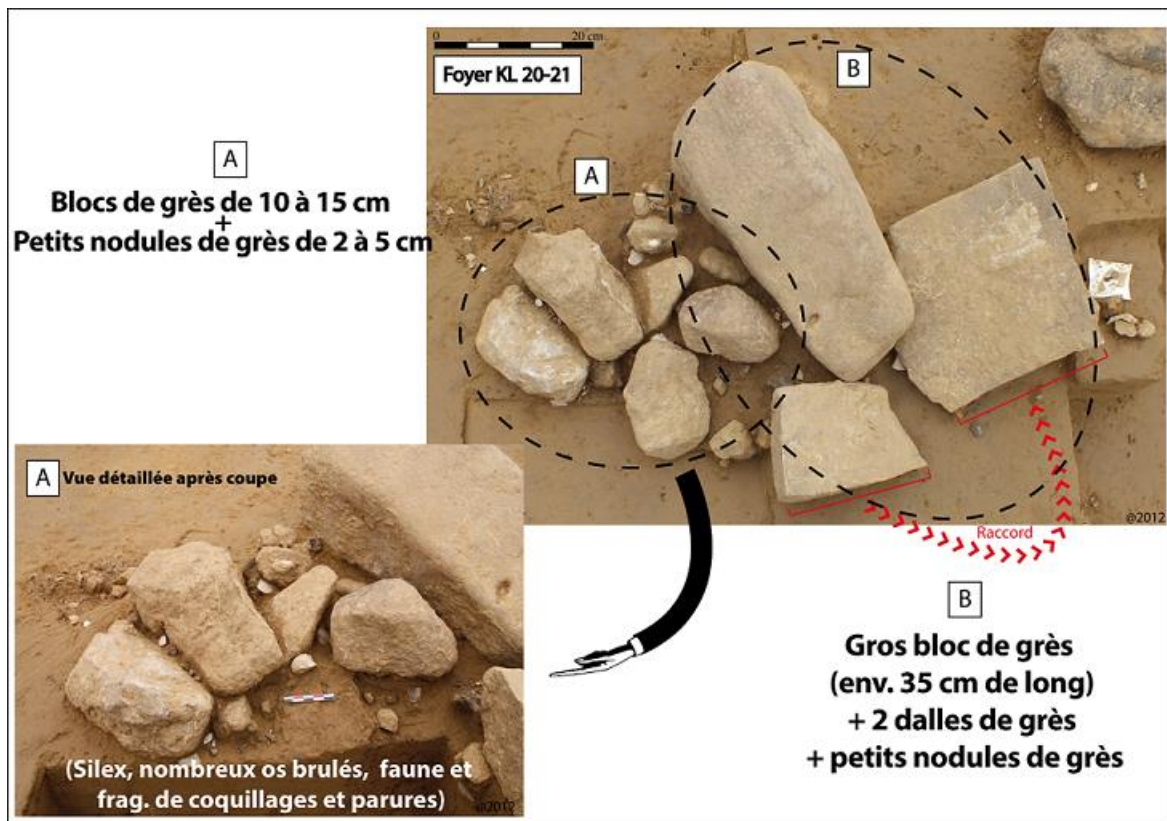 0 20 cm
Foyer KL 20-21
B
A
A
Blocs de grès de 10 à 15 cm
+
Petits nodules de grès de 2 à 5 cm
@2012
Raccord
A Vue détaillée après coupe
(Silex, nombreux os brulés, faune et
frag. de coquillages et parures)
@2012
B
Gros bloc de grès
(env. 35 cm de long)
+ 2 dalles de grès
+ petits nodules de grès